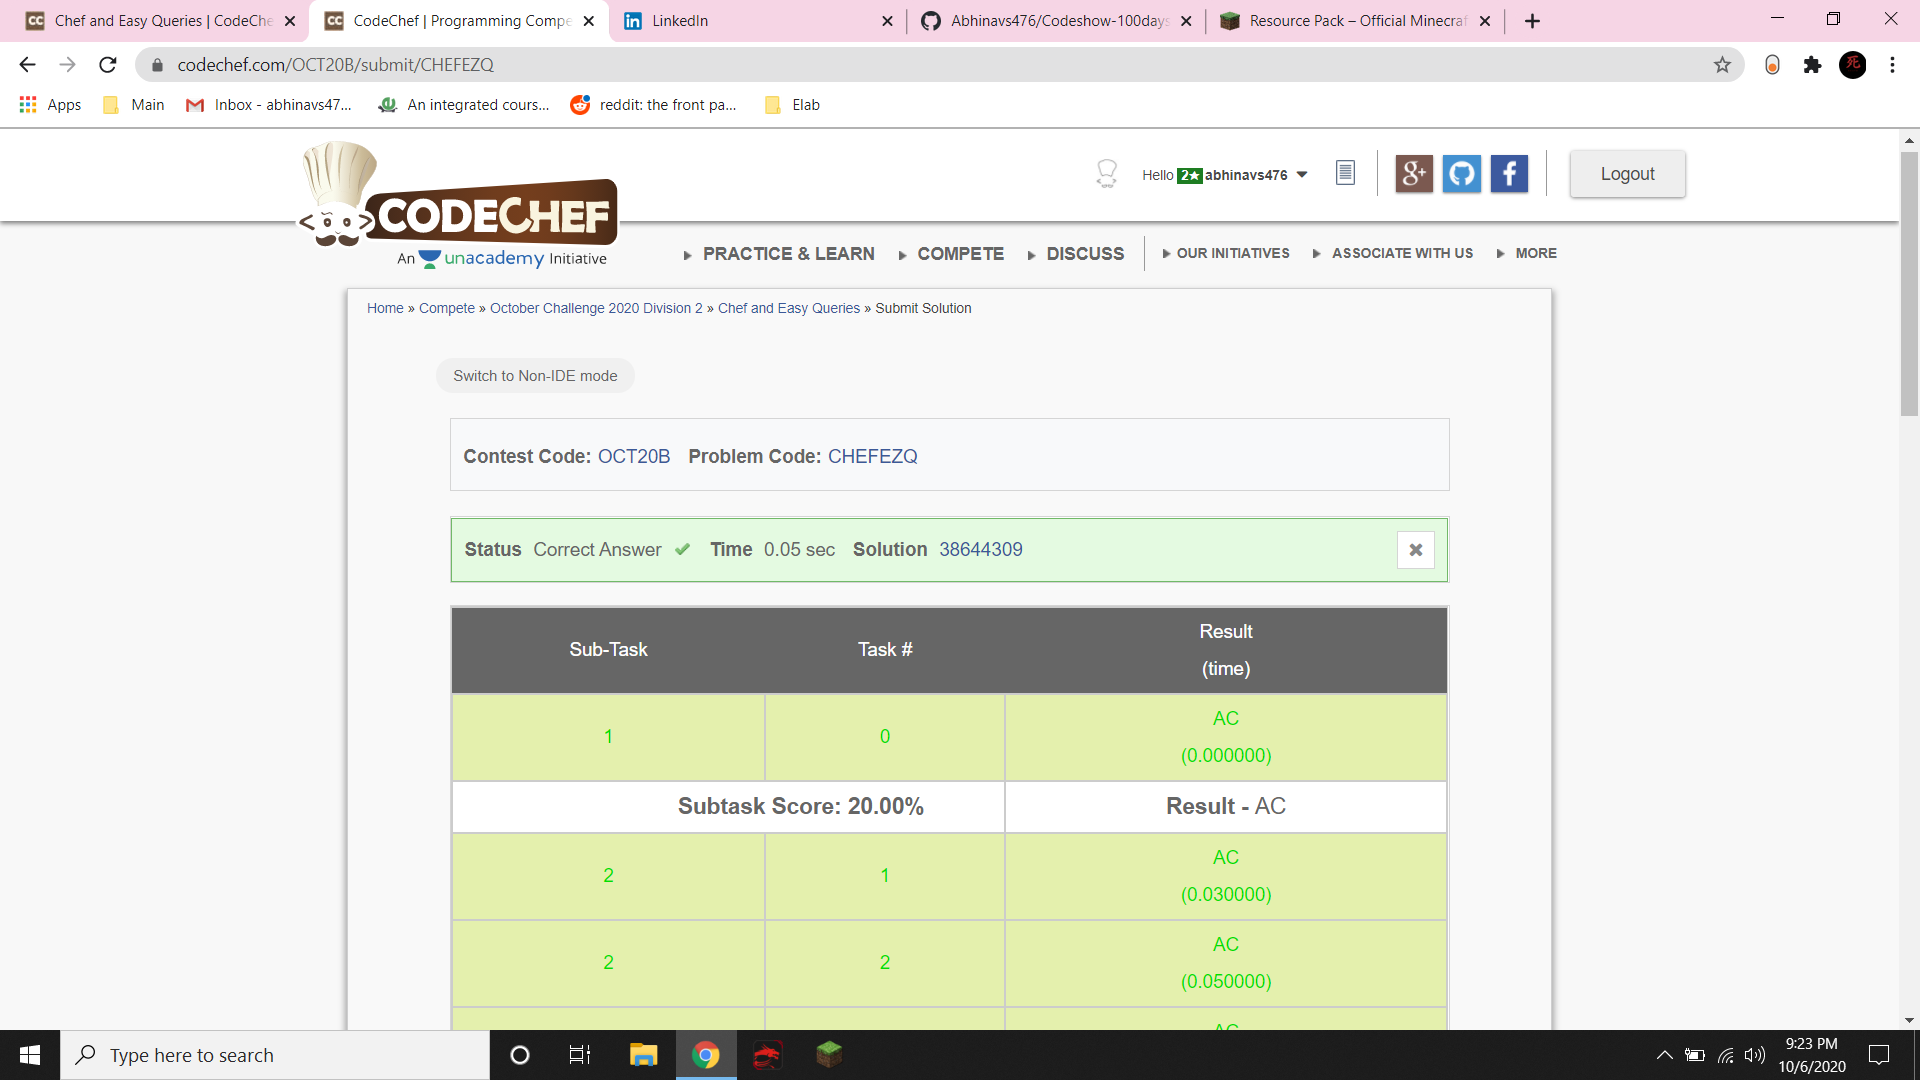 Chef and Easy Queries | CodeChe
CodeChef | Programming Compe
LinkedIn
Abhinavs476/Codeshow-100days
Resource Pack – Official Minecraf
codechef.com/OCT20B/submit/CHEFEZQ
Apps
Main
Inbox - abhinavs47...
An integrated cours...
reddit: the front pa...
Elab
CODECHEF
An unacademy Initiative
Hello 2★ abhinavs476
g+
f
Logout
PRACTICE & LEARN
COMPETE
DISCUSS
OUR INITIATIVES
ASSOCIATE WITH US
MORE
Home » Compete » October Challenge 2020 Division 2 » Chef and Easy Queries » Submit Solution
Switch to Non-IDE mode
Contest Code: OCT20B Problem Code: CHEFEZQ
Status Correct Answer ✔ Time 0.05 sec Solution 38644309
Sub-Task Task # Result
(time)
1 0 AC
(0.000000)
Subtask Score: 20.00% Result - AC
2 1 AC
(0.030000)
2 2 AC
(0.050000)
AC
Type here to search
9:23 PM
10/6/2020